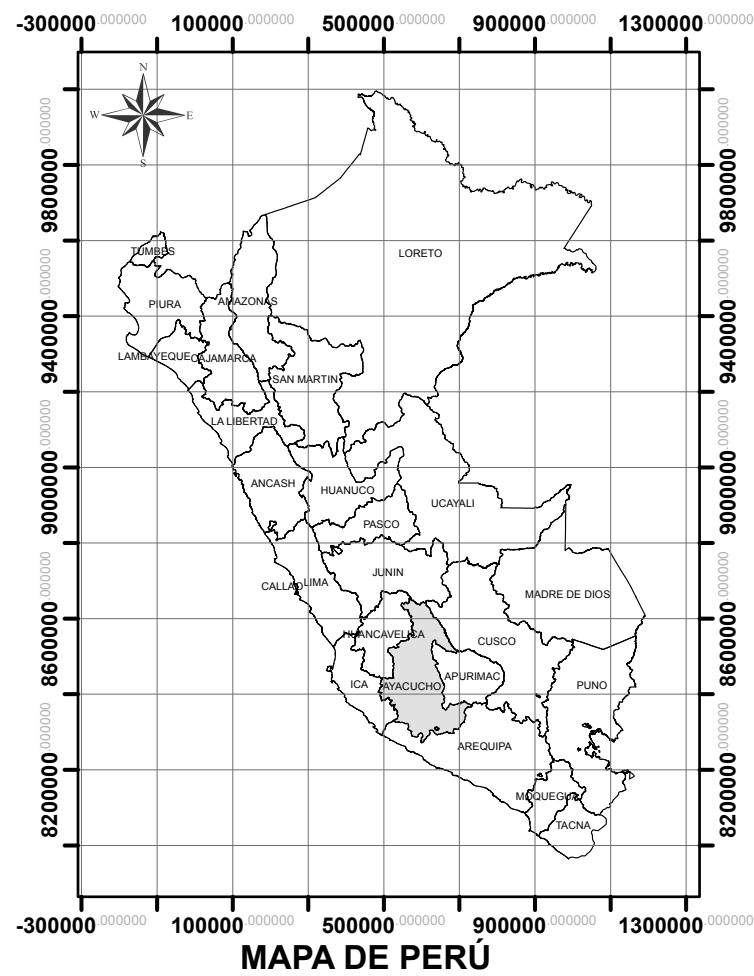 -300000.000000 100000.000000 500000.000000 900000.000000 1300000.000000
N
W E
S
9800000.000000 9800000.000000
LORETO
TUMBES
PIURA AMAZONAS
LAMBAYEQUE CAJAMARCA
9400000.000000 9400000.000000
SAN MARTIN
LA LIBERTAD
ANCASH HUANUCO
9000000.000000 9000000.000000
UCAYALI
PASCO
JUNIN
CALLAO LIMA
MADRE DE DIOS
8600000.000000 8600000.000000
HUANCAVELICA CUSCO
APURIMAC
ICA AYACUCHO PUNO
AREQUIPA
8200000.000000 8200000.000000
MOQUEGUA
TACNA
-300000.000000 100000.000000 500000.000000 900000.000000 1300000.000000
MAPA DE PERÚ